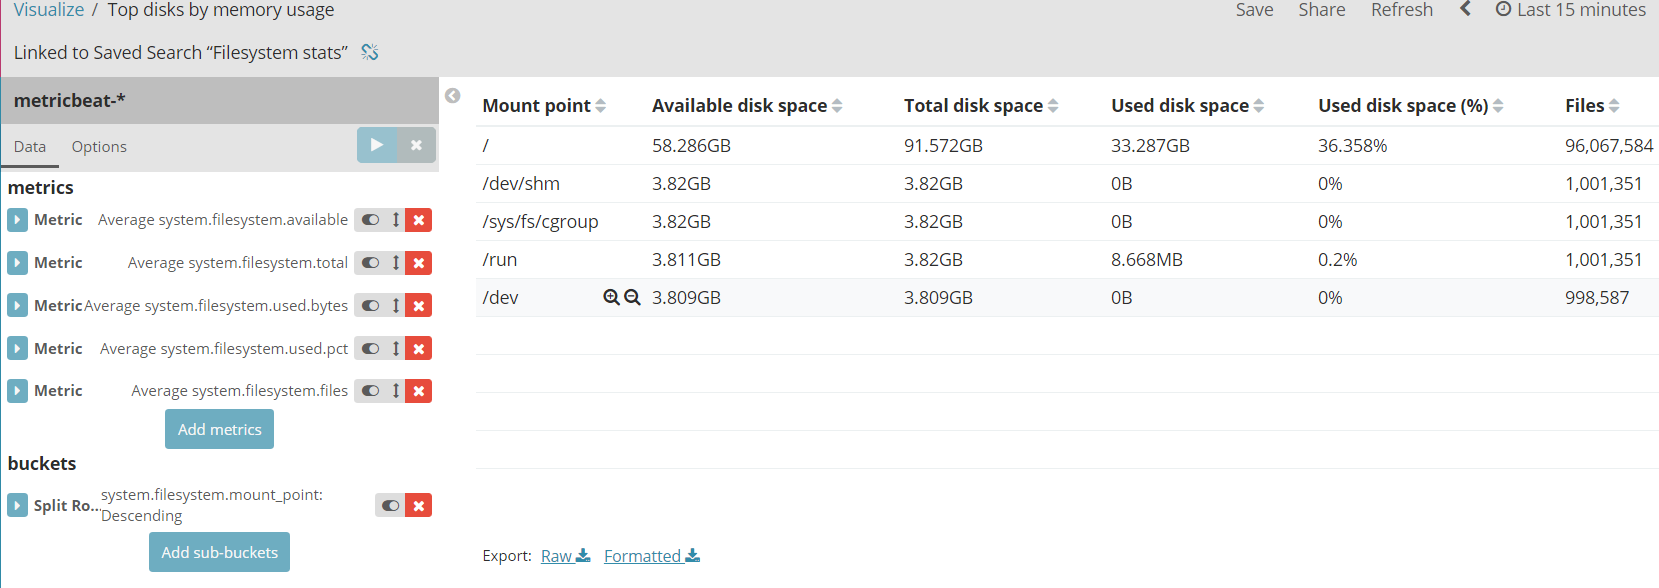 Visualize / Top disks by memory usage
Save Share Refresh Last 15 minutes
Linked to Saved Search “Filesystem stats”
metricbeat-*
Data Options
metrics
Metric Average system.filesystem.available
Metric Average system.filesystem.total
Metric Average system.filesystem.used.bytes
Metric Average system.filesystem.used.pct
Metric Average system.filesystem.files
Add metrics
buckets
Split Ro... system.filesystem.mount_point:
Descending
Add sub-buckets
Mount point Available disk space Total disk space Used disk space Used disk space (%) Files
/ 58.286GB 91.572GB 33.287GB 36.358% 96,067,584
/dev/shm 3.82GB 3.82GB 0B 0% 1,001,351
/sys/fs/cgroup 3.82GB 3.82GB 0B 0% 1,001,351
/run 3.811GB 3.82GB 8.668MB 0.2% 1,001,351
/dev 3.809GB 3.809GB 0B 0% 998,587
Export: Raw Formatted